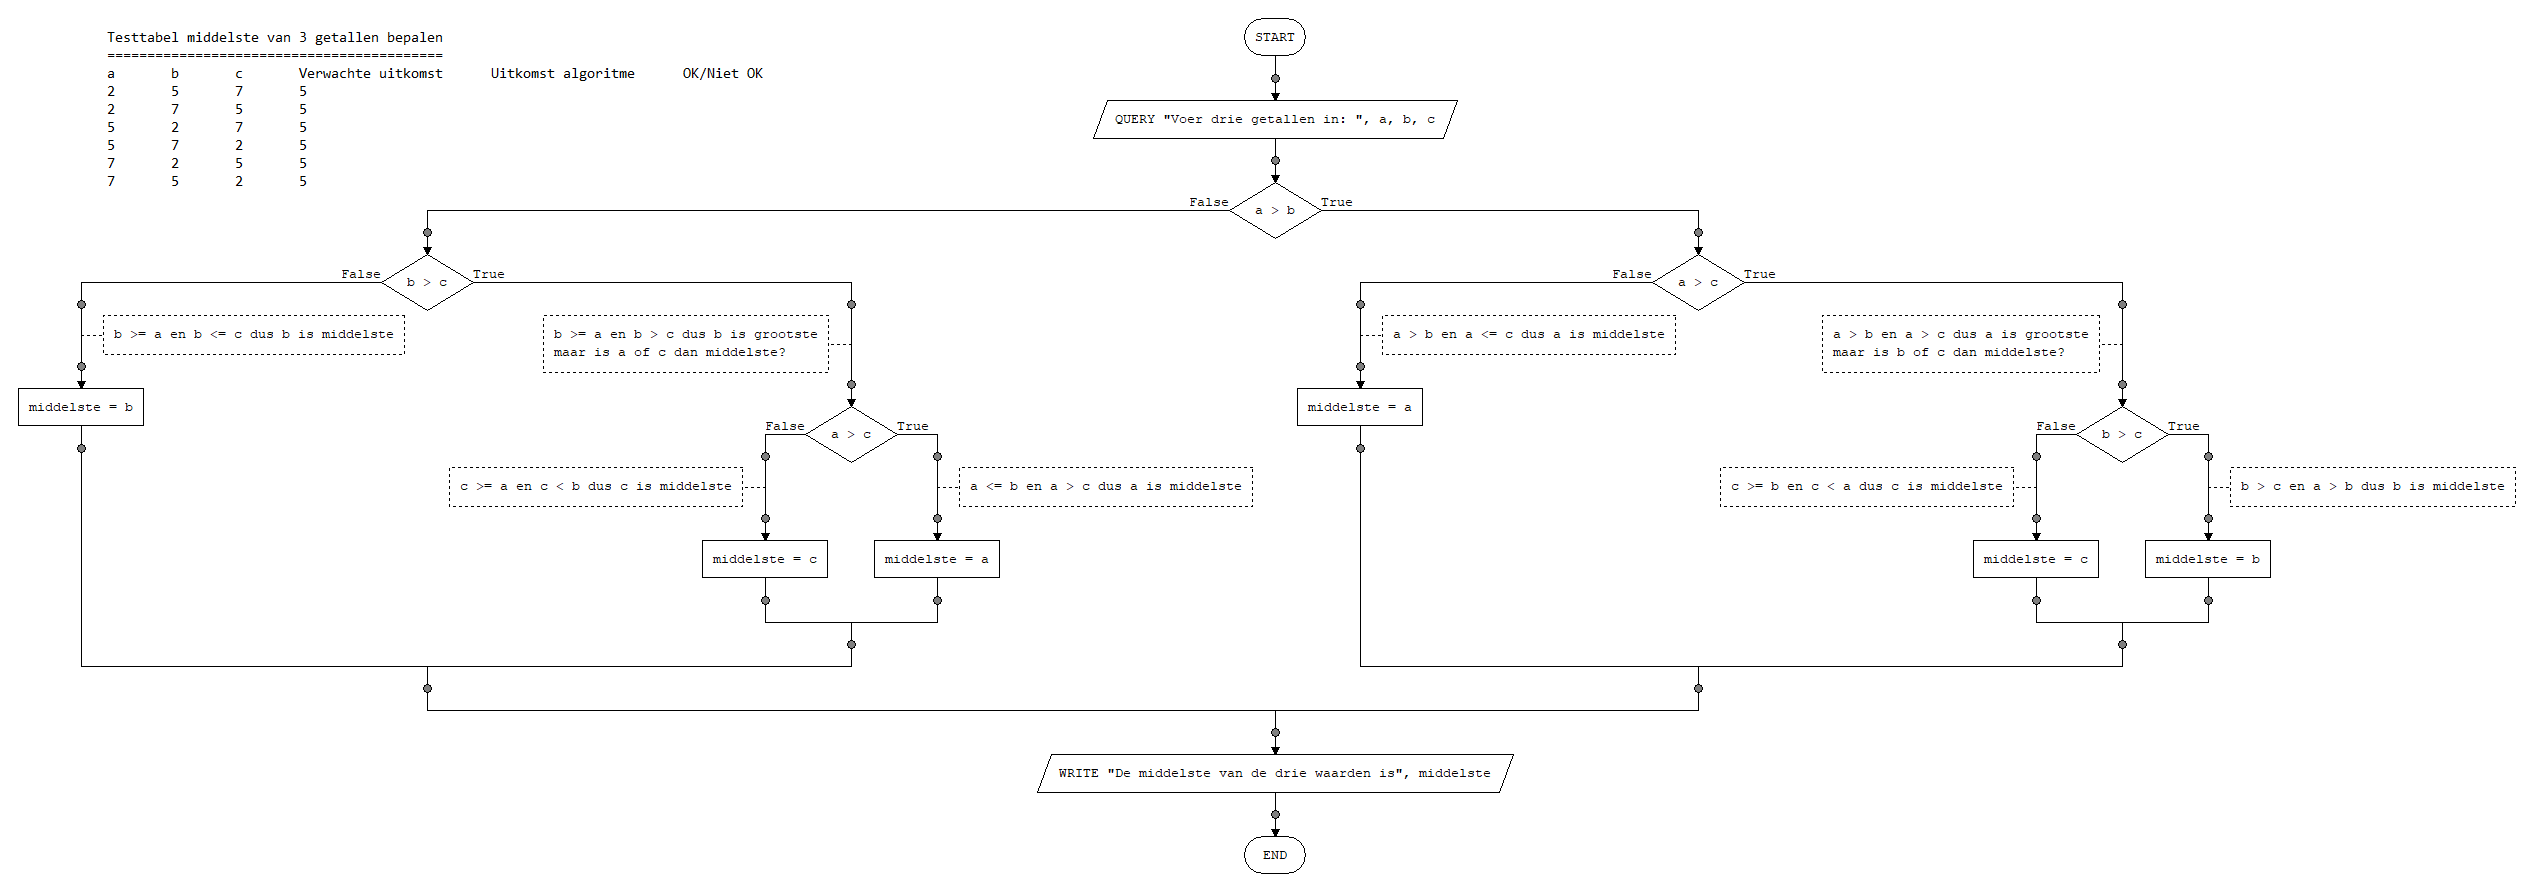 Testtabel middelste van 3 getallen bepalen
==========================================
a b c Verwachte uitkomst Uitkomst algoritme OK/Niet OK
2 5 7 5
2 7 5 5
5 2 7 5
5 7 2 5
7 2 5 5
7 5 2 5
START
QUERY "Voer drie getallen in: ", a, b, c
False a > b True
False b > c True
False a > c True
b >= a en b <= c dus b is middelste
b >= a en b > c dus b is grootste
maar is a of c dan middelste?
a > b en a <= c dus a is middelste
a > b en a > c dus a is grootste
maar is b of c dan middelste?
middelste = b
middelste = a
False a > c True
False b > c True
c >= a en c < b dus c is middelste
a <= b en a > c dus a is middelste
c >= b en c < a dus c is middelste
b > c en a > b dus b is middelste
middelste = c
middelste = a
middelste = c
middelste = b
WRITE "De middelste van de drie waarden is", middelste
END